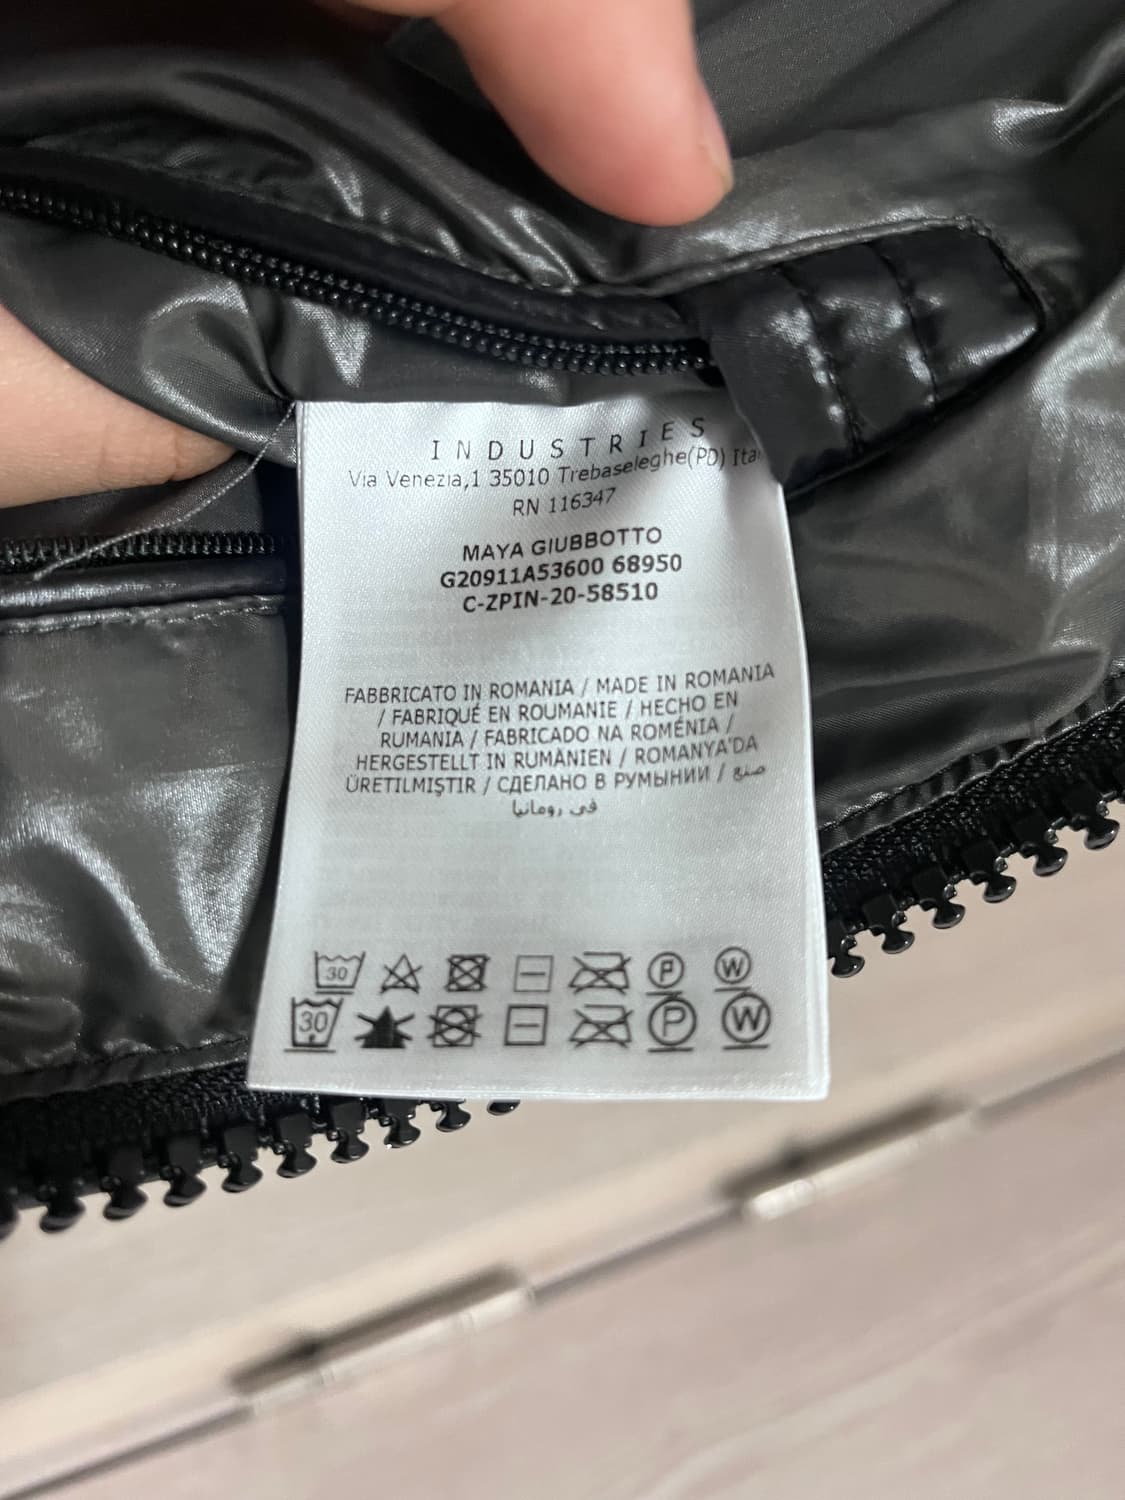 INDUSTRIES
Via Venezia,1 35010 Trebaseleghe(PD)
RN 116347
MAYA GIUBBOTTO
G20911A53600 68950
C-ZPIN-20-58510
FABBRICATO IN ROMANIA / MADE IN ROMANIA
/ FABRIQUÉ EN ROUMANIE / HECHO EN
RUMANIA / FABRICADO NA ROMÉNIA /
HERGESTELLT IN RUMÄNIEN / ROMANYA'DA
ÜRETILMIŞTIR / СДЕЛАНО В РУМЫНИИ / صنع
في رومانيا
30 P W
30 P W